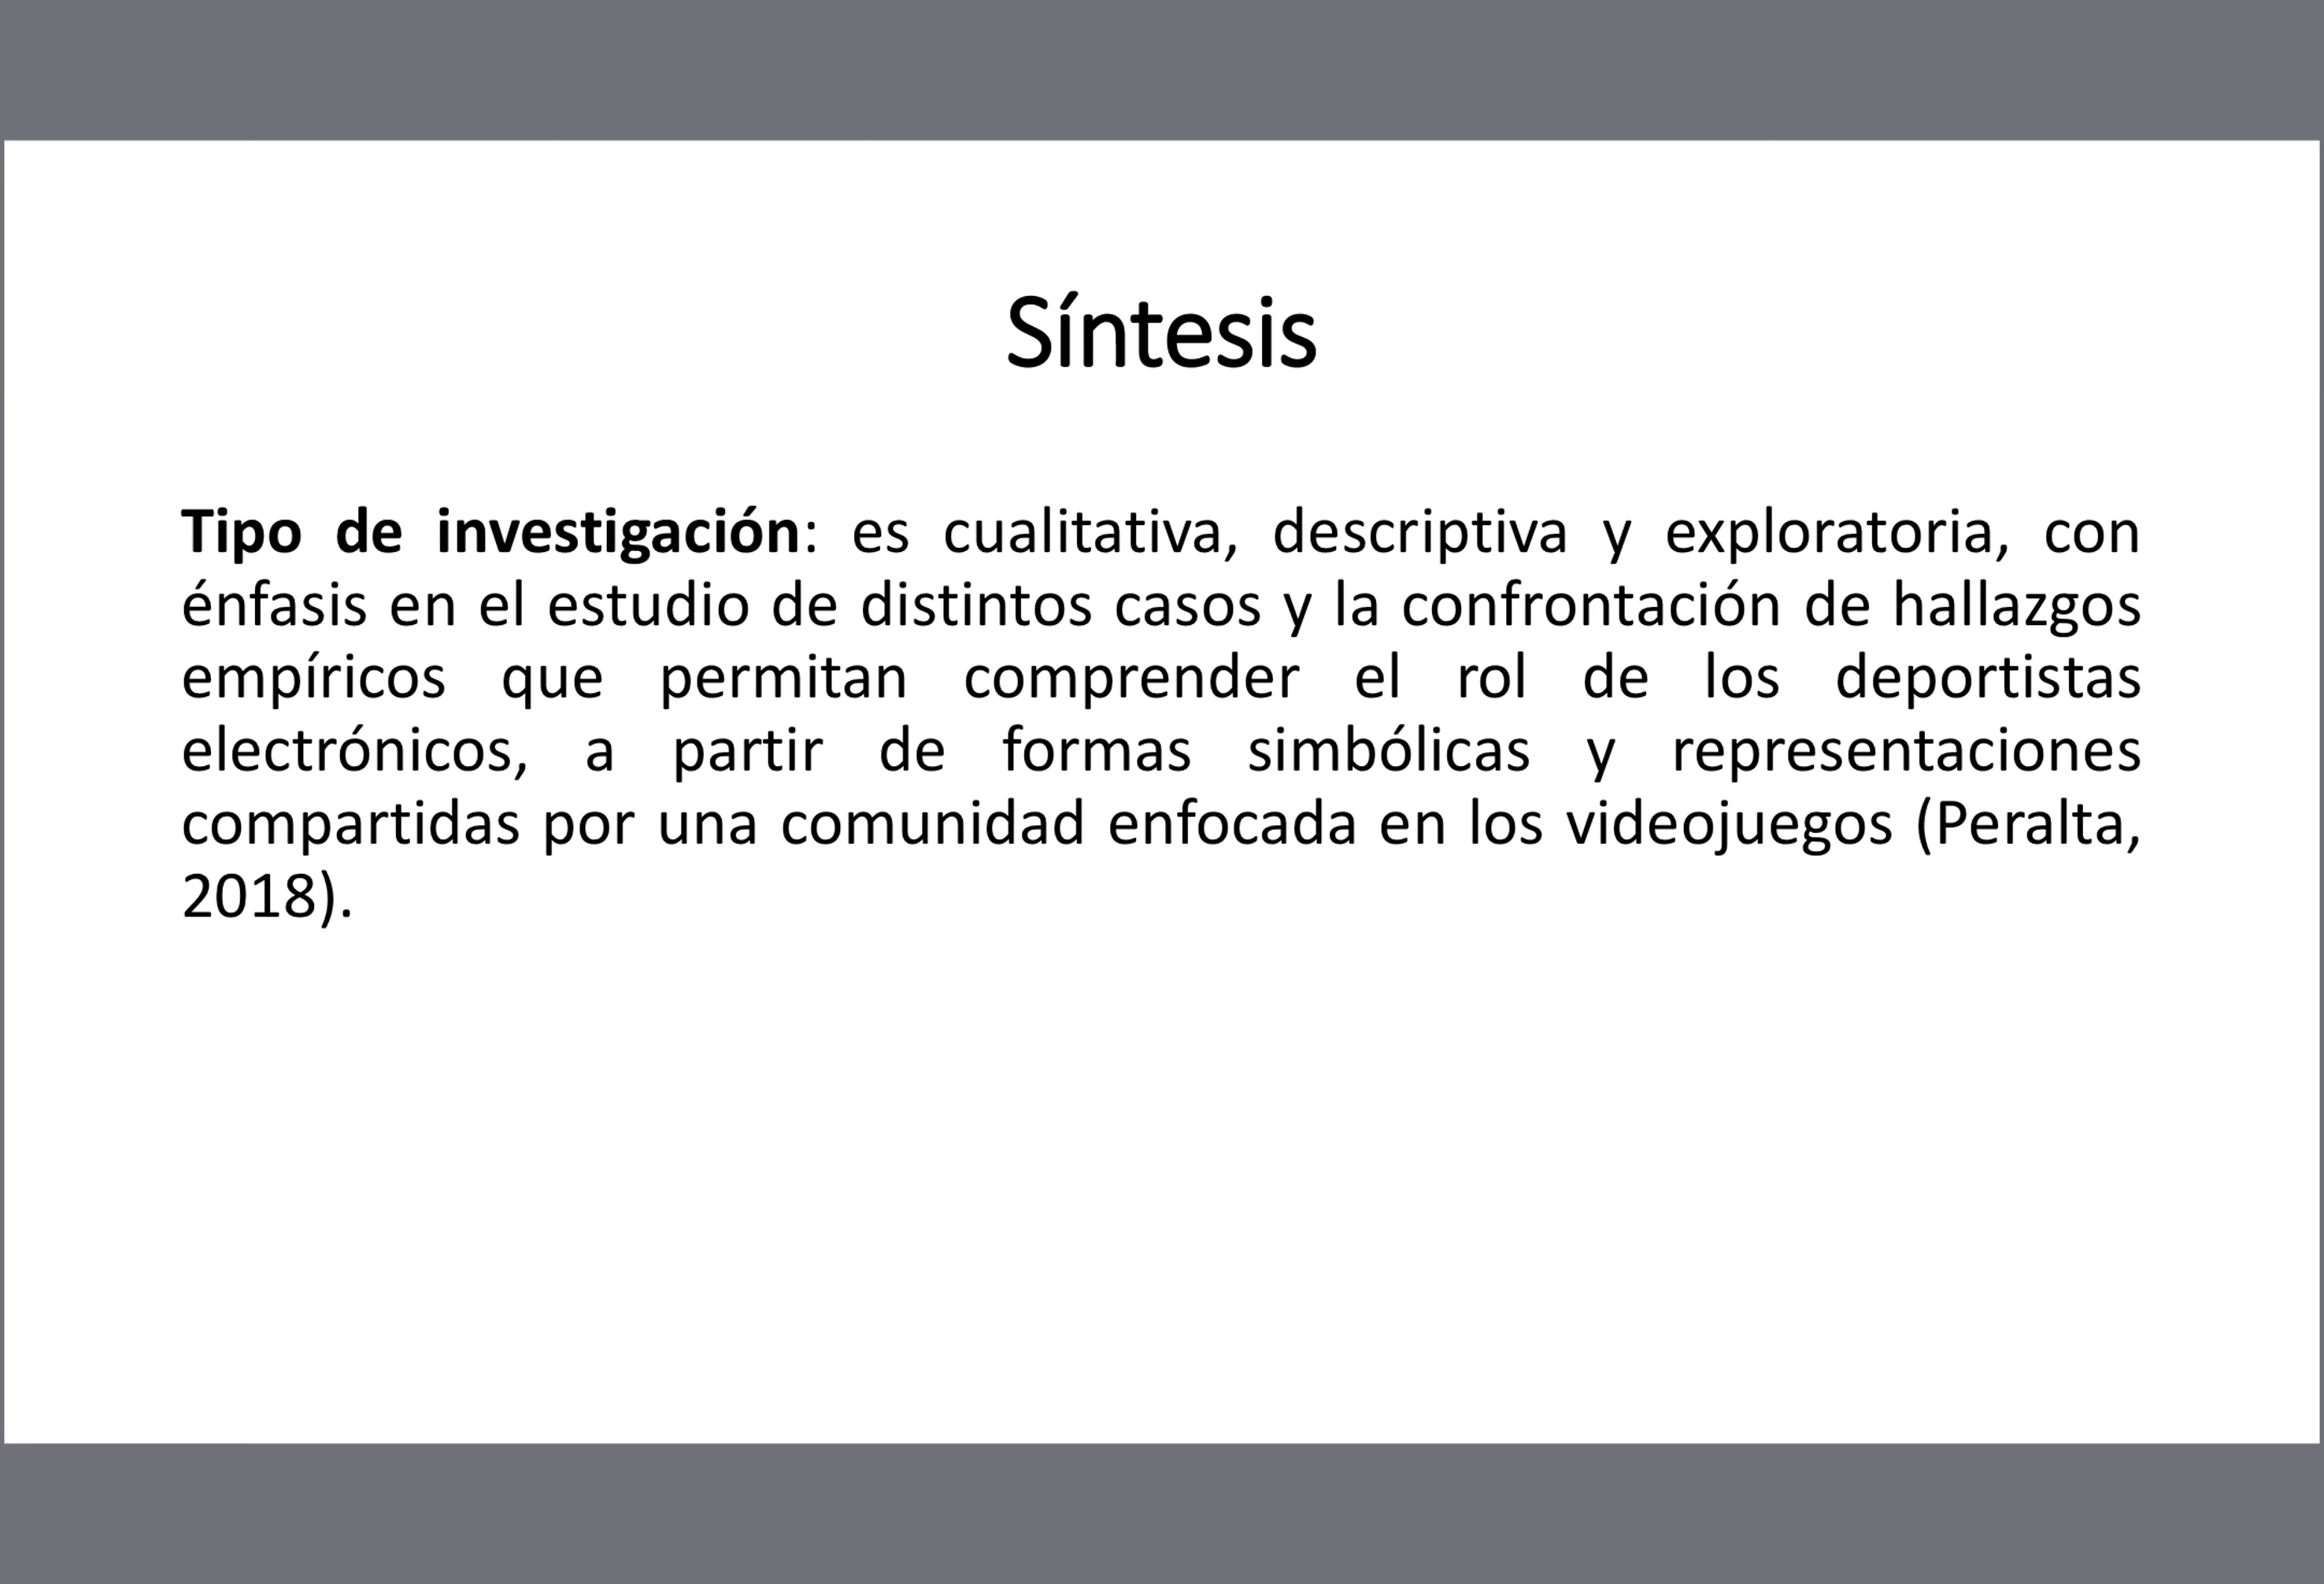 Síntesis
Tipo de investigación: es cualitativa, descriptiva y exploratoria, con
énfasis en el estudio de distintos casos y la confrontación de hallazgos
empíricos que permitan comprender el rol de los deportistas
electrónicos, a partir de formas simbólicas y representaciones
compartidas por una comunidad enfocada en los videojuegos (Peralta,
2018).